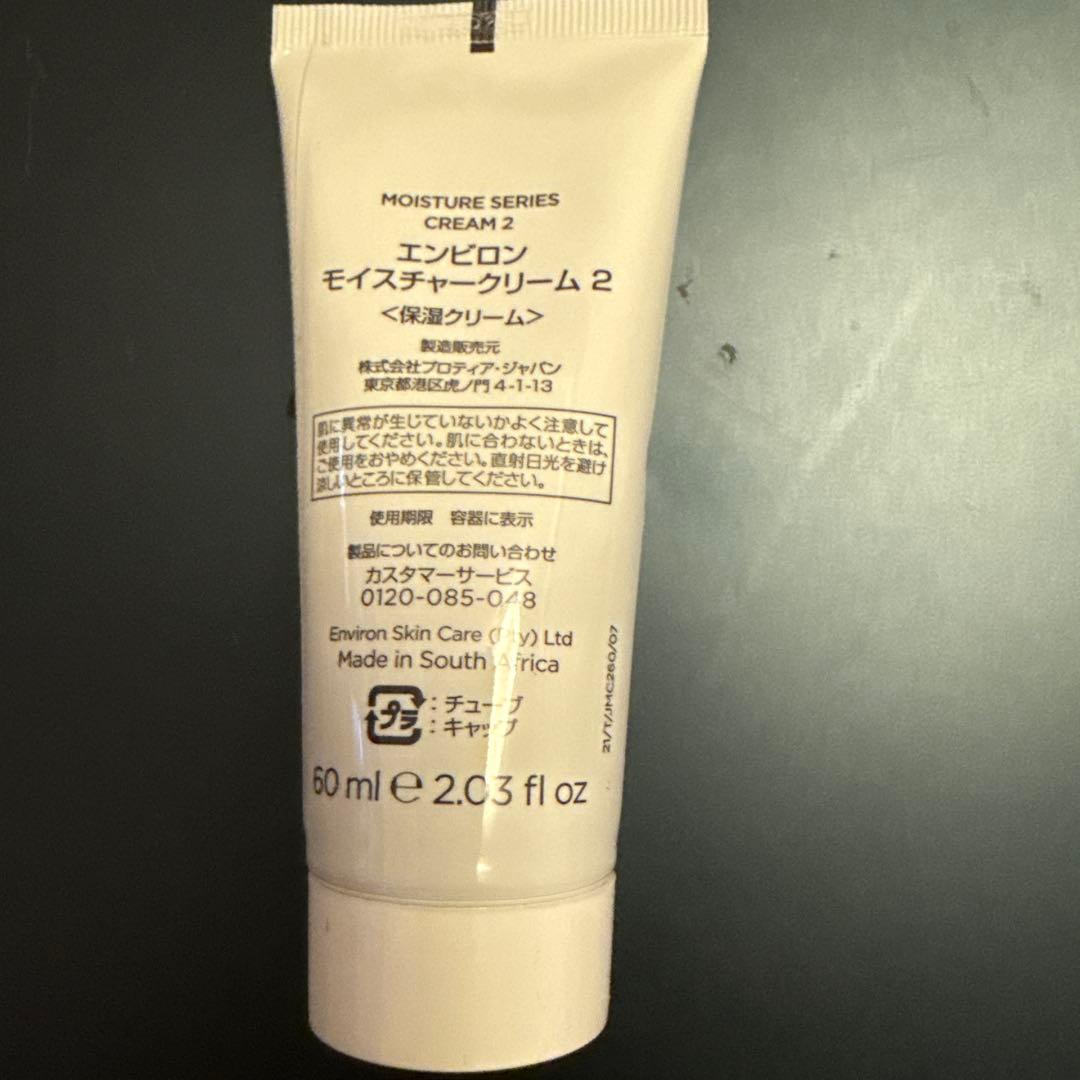 MOISTURE SERIES
CREAM 2
エンビロン
モイスチャークリーム 2
<保湿クリーム>
製造販売元
株式会社プロティア・ジャパン
東京都港区虎ノ門 4-1-13
肌に異常が生じていないかよく注意して
使用してください。肌に合わないときは、
ご使用をおやめください。直射日光を避け
涼しいところに保管してください。
使用期限 容器に表示
製品についてのお問い合わせ
カスタマーサービス
0120-085-048
Environ Skin Care (Pty) Ltd
Made in South Africa
プラ : チューブ
: キャップ
60 ml ℮ 2.03 fl oz
21/T/JMC260/07